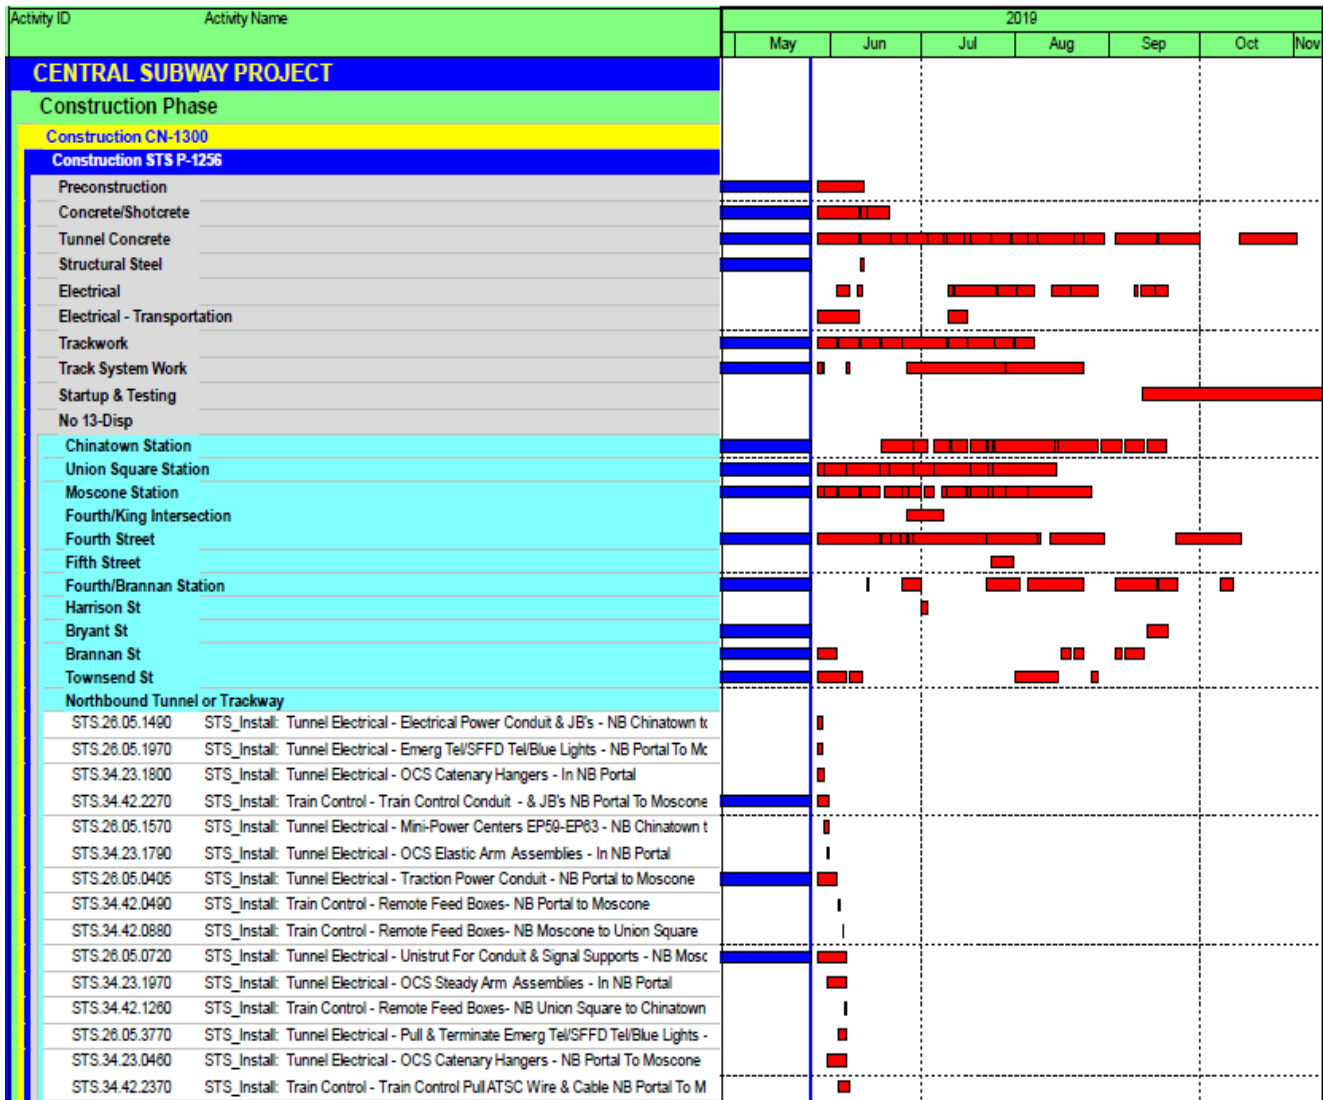 Activity ID Activity Name 2019
May Jun Jul Aug Sep Oct Nov
CENTRAL SUBWAY PROJECT
Construction Phase
Construction CN-1300
Construction STS P-1256
Preconstruction
Concrete/Shotcrete
Tunnel Concrete
Structural Steel
Electrical
Electrical - Transportation
Trackwork
Track System Work
Startup & Testing
No 13-Disp
Chinatown Station
Union Square Station
Moscone Station
Fourth/King Intersection
Fourth Street
Fifth Street
Fourth/Brannan Station
Harrison St
Bryant St
Brannan St
Townsend St
Northbound Tunnel or Trackway
STS.26.05.1490 STS_Install: Tunnel Electrical - Electrical Power Conduit & JB's - NB Chinatown to
STS.26.05.1970 STS_Install: Tunnel Electrical - Emerg Tel/SFFD Tel/Blue Lights - NB Portal To Mo
STS.34.23.1800 STS_Install: Tunnel Electrical - OCS Catenary Hangers - In NB Portal
STS.34.42.2270 STS_Install: Train Control - Train Control Conduit - & JB's NB Portal To Moscone
STS.26.05.1570 STS_Install: Tunnel Electrical - Mini-Power Centers EP59-EP63 - NB Chinatown t
STS.34.23.1790 STS_Install: Tunnel Electrical - OCS Elastic Arm Assemblies - In NB Portal
STS.26.05.0405 STS_Install: Tunnel Electrical - Traction Power Conduit - NB Portal to Moscone
STS.34.42.0490 STS_Install: Train Control - Remote Feed Boxes- NB Portal to Moscone
STS.34.42.0880 STS_Install: Train Control - Remote Feed Boxes- NB Moscone to Union Square
STS.26.05.0720 STS_Install: Tunnel Electrical - Unistrut For Conduit & Signal Supports - NB Mosc
STS.34.23.1970 STS_Install: Tunnel Electrical - OCS Steady Arm Assemblies - In NB Portal
STS.34.42.1260 STS_Install: Train Control - Remote Feed Boxes- NB Union Square to Chinatown
STS.26.05.3770 STS_Install: Tunnel Electrical - Pull & Terminate Emerg Tel/SFFD Tel/Blue Lights -
STS.34.23.0460 STS_Install: Tunnel Electrical - OCS Catenary Hangers - NB Portal To Moscone
STS.34.42.2370 STS_Install: Train Control - Train Control Pull ATSC Wire & Cable NB Portal To M